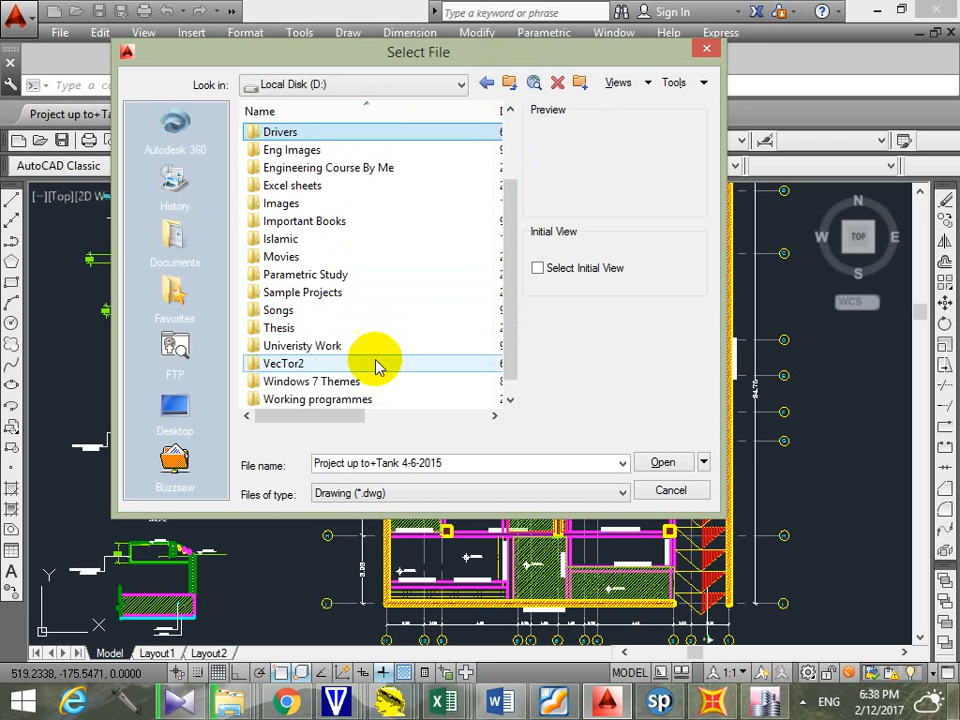 Type a keyword or phrase
Sign In
File
Edit
View
Insert
Format
Tools
Draw
Dimension
Modify
Parametric
Window
Help
Express
Select File
Type a
Look in:
Local Disk (D:)
Views
Tools
Project up to+Ta
Name
Preview
AutoCAD Classic
Drivers
Eng Images
Engineering Course By Me
Excel sheets
Images
Important Books
Islamic
Movies
Parametric Study
Sample Projects
Songs
Thesis
Univeristy Work
VecTor2
Windows 7 Themes
Working programmes
Autodesk 360
History
Documents
Favorites
FTP
Desktop
Buzzsaw
Initial View
Select Initial View
[-][Top][2D W
N
W
TOP
E
S
WCS
File name:
Project up to+Tank 4-6-2015
Open
Files of type:
Drawing (*.dwg)
Cancel
Y
X
Model
Layout1
Layout2
519.2338, -175.5471, 0.0000
MODEL
1:1
ENG
6:38 PM
2/12/2017